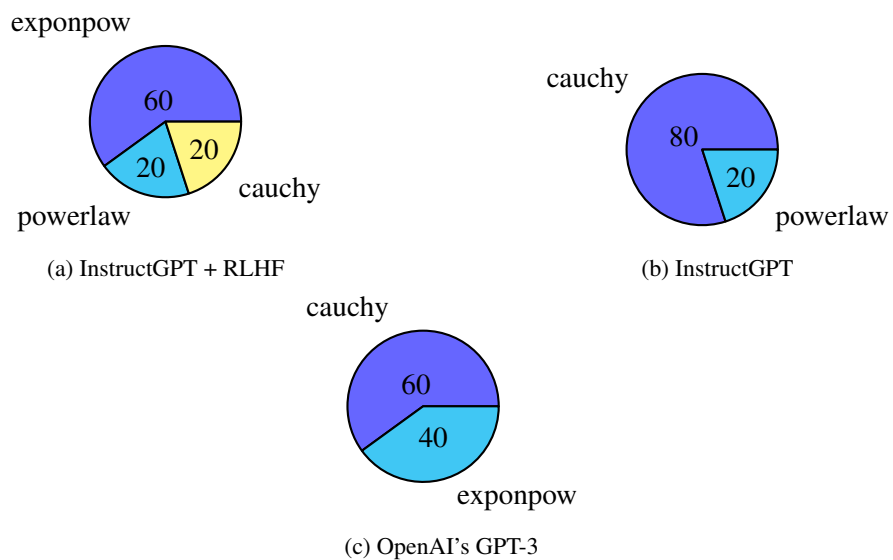 exponpow
60
20
20
cauchy
powerlaw
(a) InstructGPT + RLHF
cauchy
80
20
powerlaw
(b) InstructGPT
cauchy
60
40
exponpow
(c) OpenAI's GPT-3